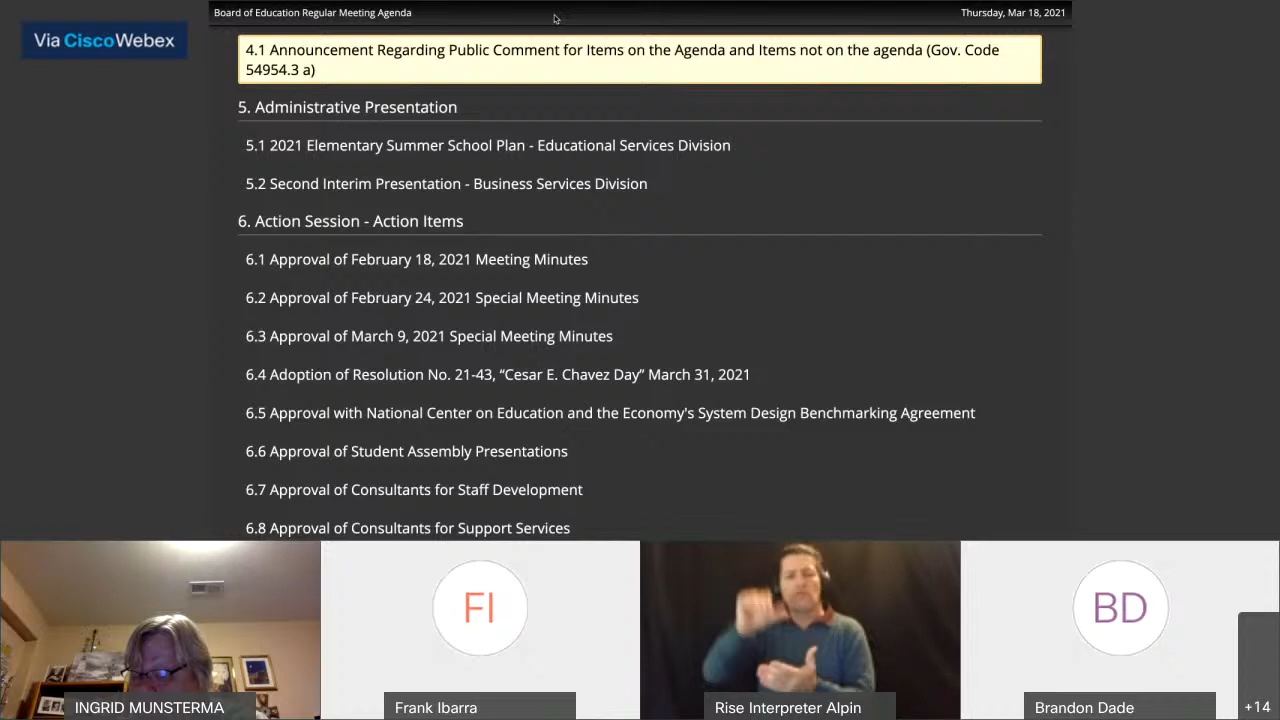 Board of Education Regular Meeting Agenda
Thursday, Mar 18, 2021
Via CiscoWebex
4.1 Announcement Regarding Public Comment for Items on the Agenda and Items not on the agenda (Gov. Code
54954.3 a)
5. Administrative Presentation
5.1 2021 Elementary Summer School Plan - Educational Services Division
5.2 Second Interim Presentation - Business Services Division
6. Action Session - Action Items
6.1 Approval of February 18, 2021 Meeting Minutes
6.2 Approval of February 24, 2021 Special Meeting Minutes
6.3 Approval of March 9, 2021 Special Meeting Minutes
6.4 Adoption of Resolution No. 21-43, “Cesar E. Chavez Day” March 31, 2021
6.5 Approval with National Center on Education and the Economy's System Design Benchmarking Agreement
6.6 Approval of Student Assembly Presentations
6.7 Approval of Consultants for Staff Development
6.8 Approval of Consultants for Support Services
FI
BD
INGRID MUNSTERMA
Frank Ibarra
Rise Interpreter Alpin
Brandon Dade
+14